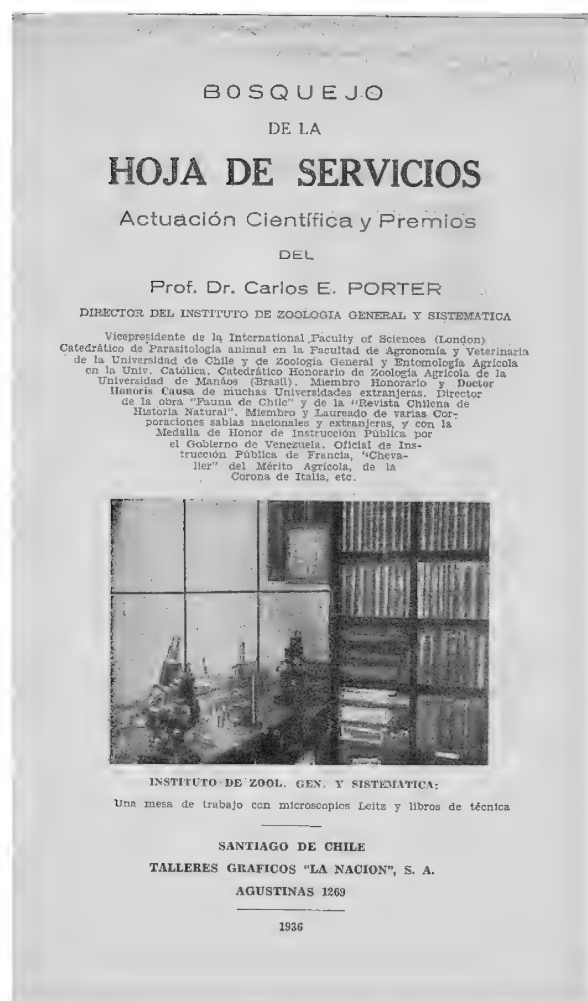 BOSQUEJO
DE LA
HOJA DE SERVICIOS
Actuación Científica y Premios
DEL
Prof. Dr. Carlos E. PORTER
DIRECTOR DEL INSTITUTO DE ZOOLOGIA GENERAL Y SISTEMATICA
Vicepresidente de la International Faculty of Sciences (London)
Catedrático de Parasitología animal en la Facultad de Agronomía y Veterinaria
de la Universidad de Chile y de Zoología General y Entomología Agrícola
en la Univ. Católica. Catedrático Honorario de Zoología Agrícola de la
Universidad de Manáos (Brasil). Miembro Honorario y Doctor
Honoris Causa de muchas Universidades extranjeras. Director
de la obra "Fauna de Chile" y de la "Revista Chilena de
Historia Natural". Miembro y Laureado de varias Cor-
poraciones sabias nacionales y extranjeras, y con la
Medalla de Honor de Instrucción Pública por
el Gobierno de Venezuela. Oficial de Ins-
trucción Pública de Francia, "Cheva-
lier" del Mérito Agrícola, de la
Corona de Italia, etc.
INSTITUTO DE ZOOL. GEN. Y SISTEMATICA:
Una mesa de trabajo con microscopios Leitz y libros de técnica
SANTIAGO DE CHILE
TALLERES GRAFICOS "LA NACION", S. A.
AGUSTINAS 1269
1936